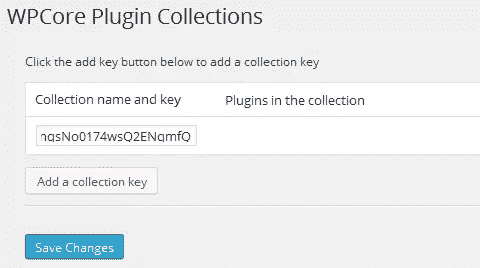 WPCore Plugin Collections
Click the add key button below to add a collection key
Collection name and key Plugins in the collection
nqsNo0174wsQ2ENqmfQ
Add a collection key
Save Changes